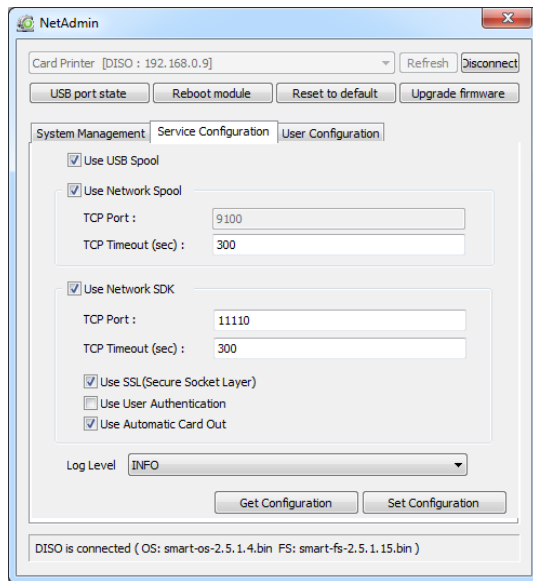 NetAdmin
Card Printer [DISO : 192.168.0.9] Refresh Disconnect
USB port state Reboot module Reset to default Upgrade firmware
System Management Service Configuration User Configuration
Use USB Spool
Use Network Spool
TCP Port : 9100
TCP Timeout (sec) : 300
Use Network SDK
TCP Port : 11110
TCP Timeout (sec) : 300
Use SSL(Secure Socket Layer)
Use User Authentication
Use Automatic Card Out
Log Level INFO
Get Configuration Set Configuration
DISO is connected ( OS: smart-os-2.5.1.4.bin FS: smart-fs-2.5.1.15.bin )